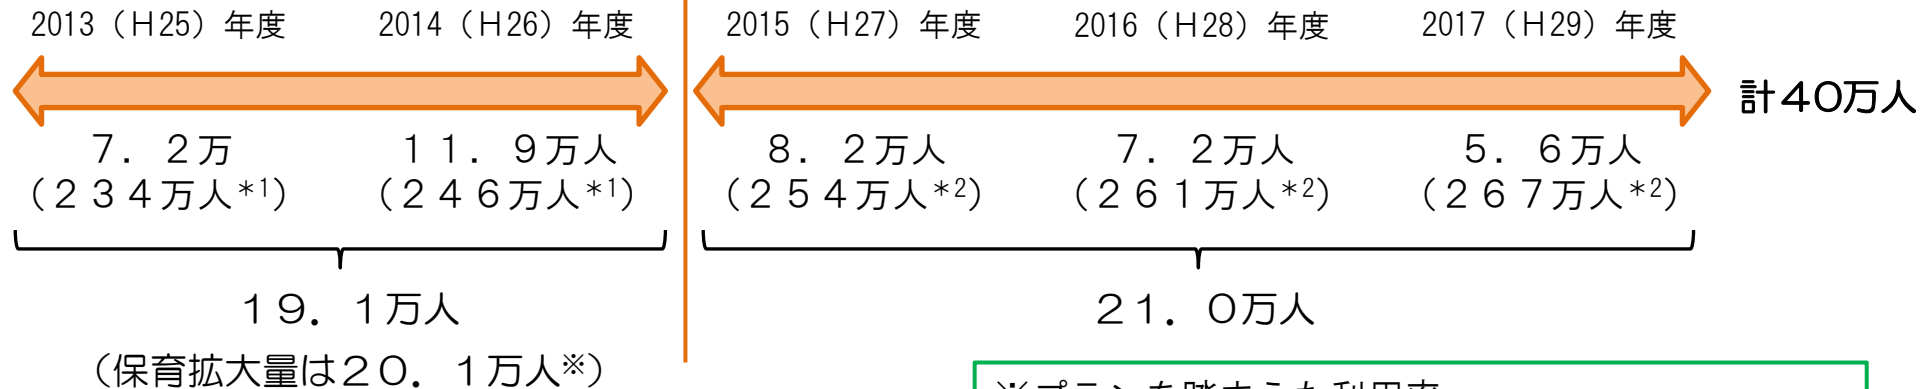 2013（H25）年度 2014（H26）年度 2015（H27）年度 2016（H28）年度 2017（H29）年度
計４０万人
７．２万 １１．９万人 ８．２万人 ７．２万人 ５．６万人
（２３４万人＊1） （２４６万人＊1） （２５４万人＊2） （２６１万人＊2） （２６７万人＊2）
１９．１万人 ２１．０万人
（保育拡大量は２０．１万人※）